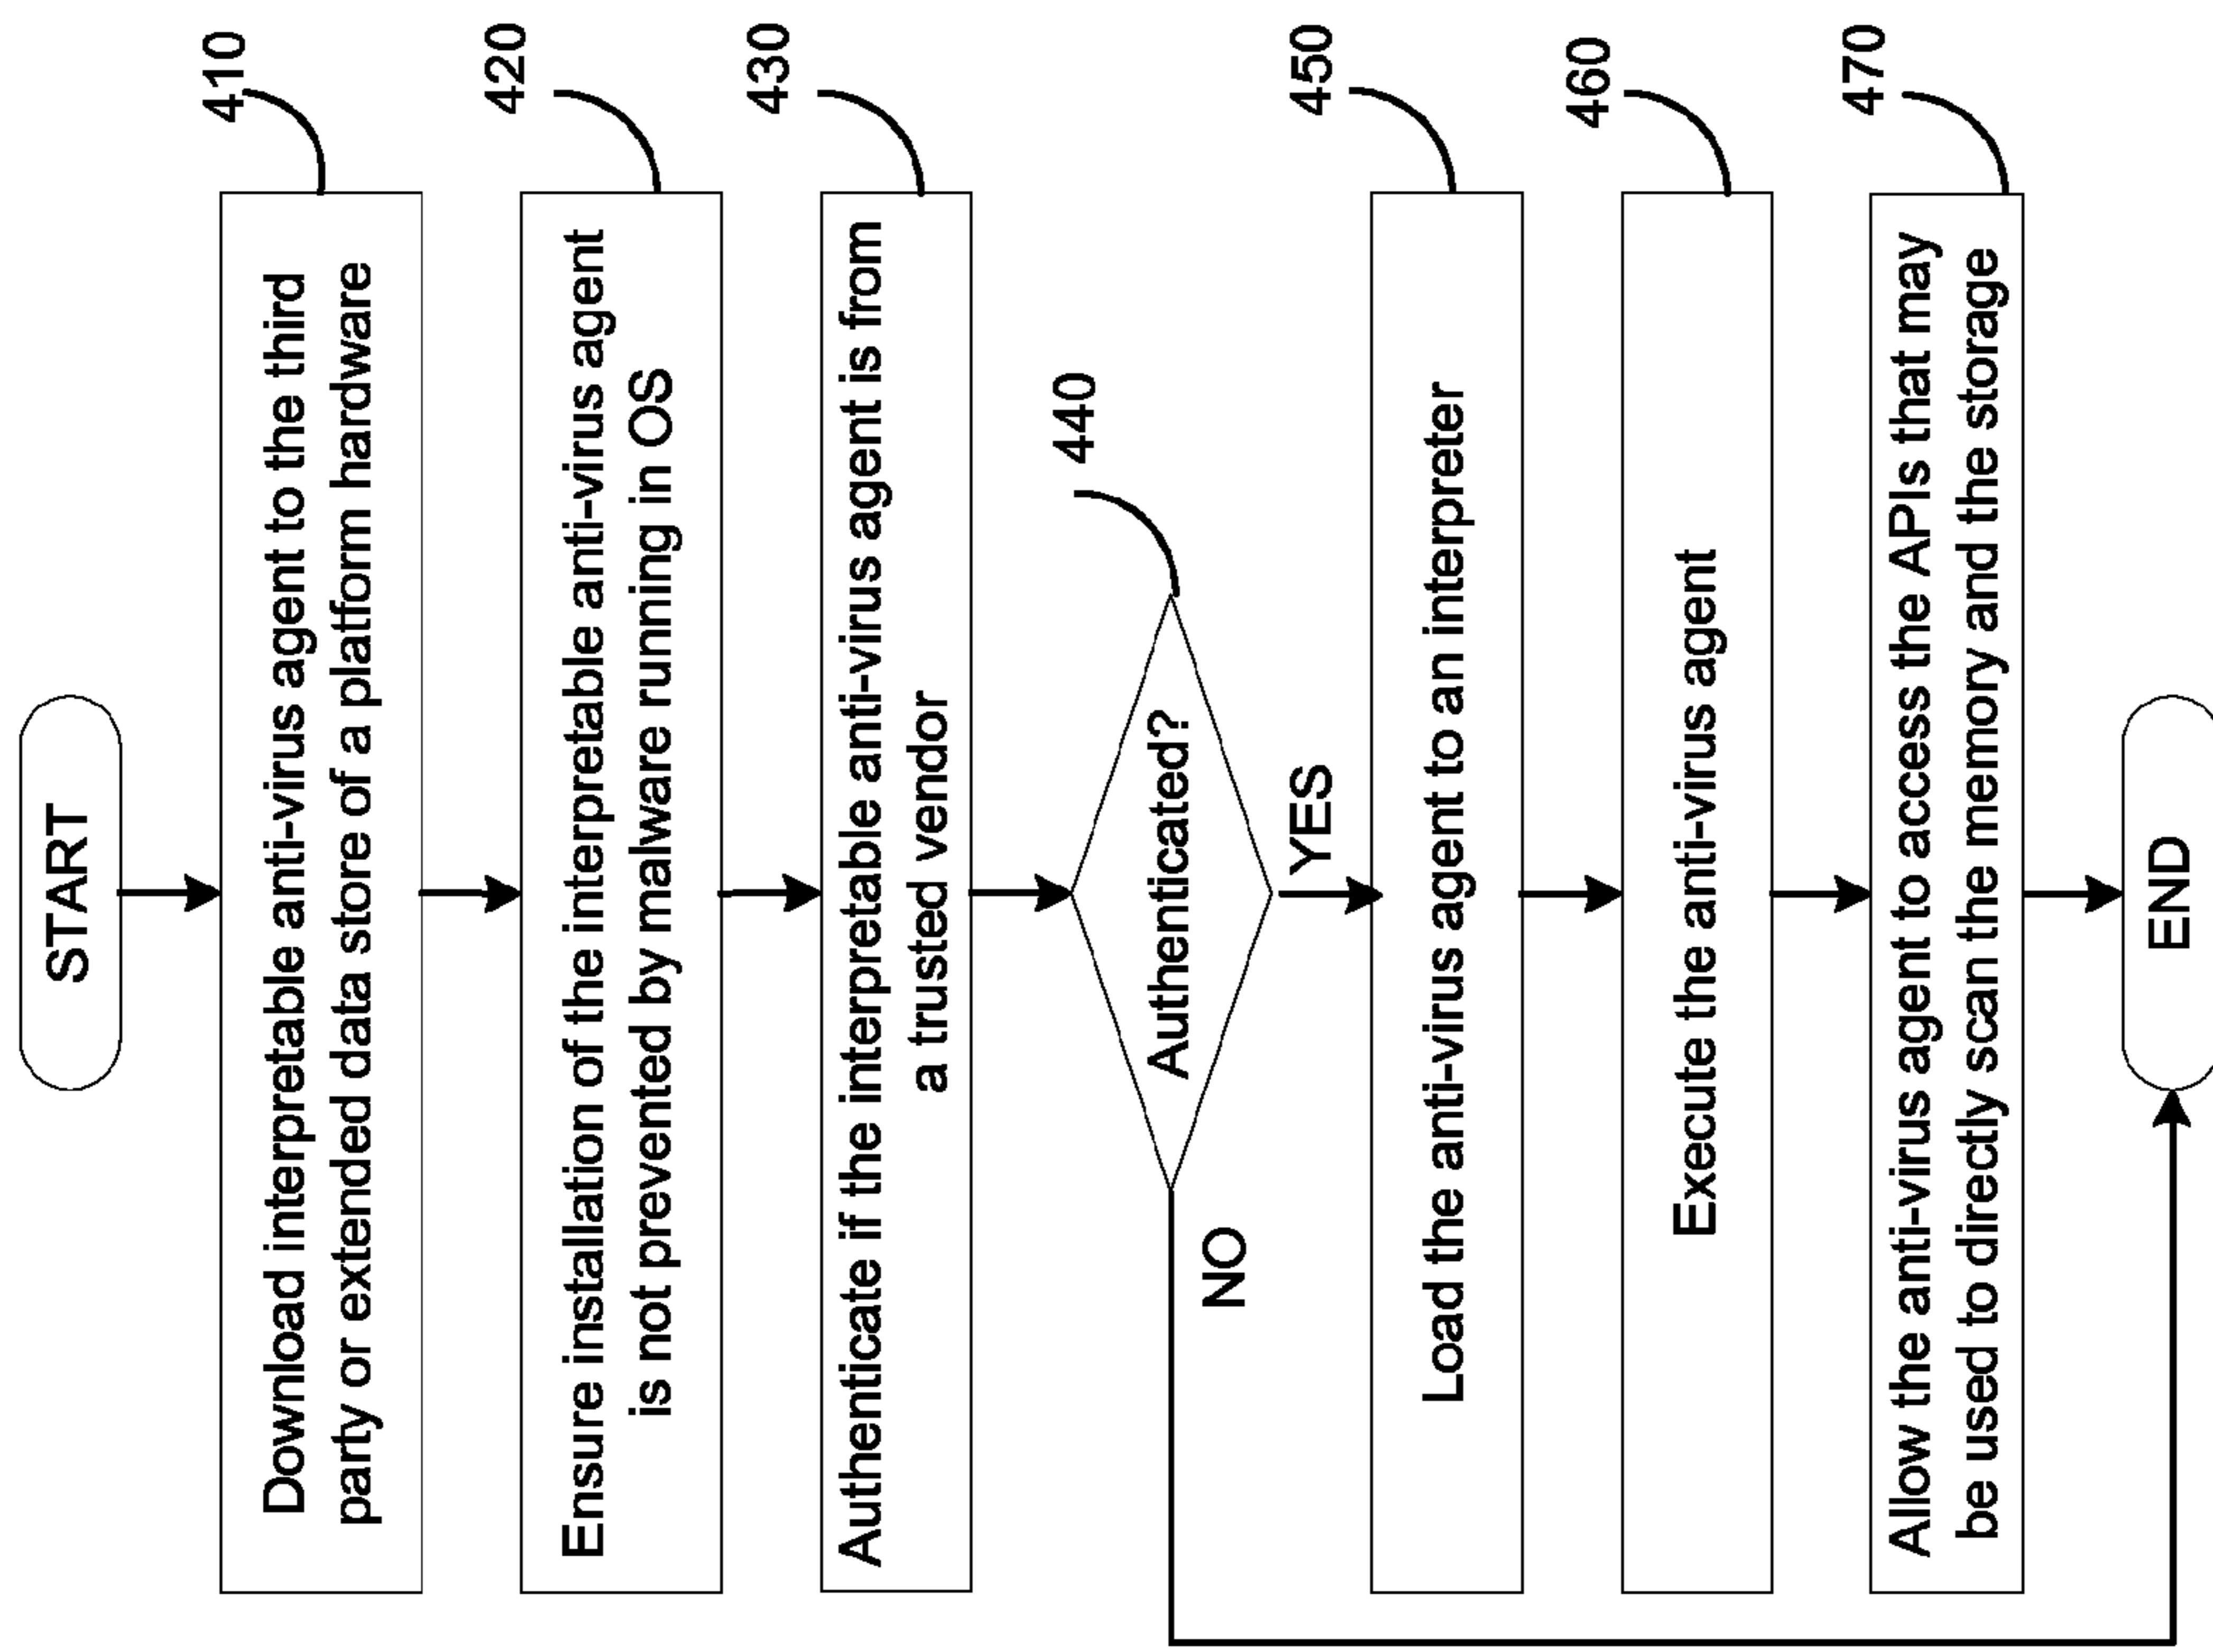 START
410
Download interpretable anti-virus agent to the third
party or extended data store of a platform hardware
420
Ensure installation of the interpretable anti-virus agent
is not prevented by malware running in OS
430
Authenticate if the interpretable anti-virus agent is from
a trusted vendor
440
Authenticated?
NO
YES
450
Load the anti-virus agent to an interpreter
460
Execute the anti-virus agent
470
Allow the anti-virus agent to access the APIs that may
be used to directly scan the memory and the storage
END